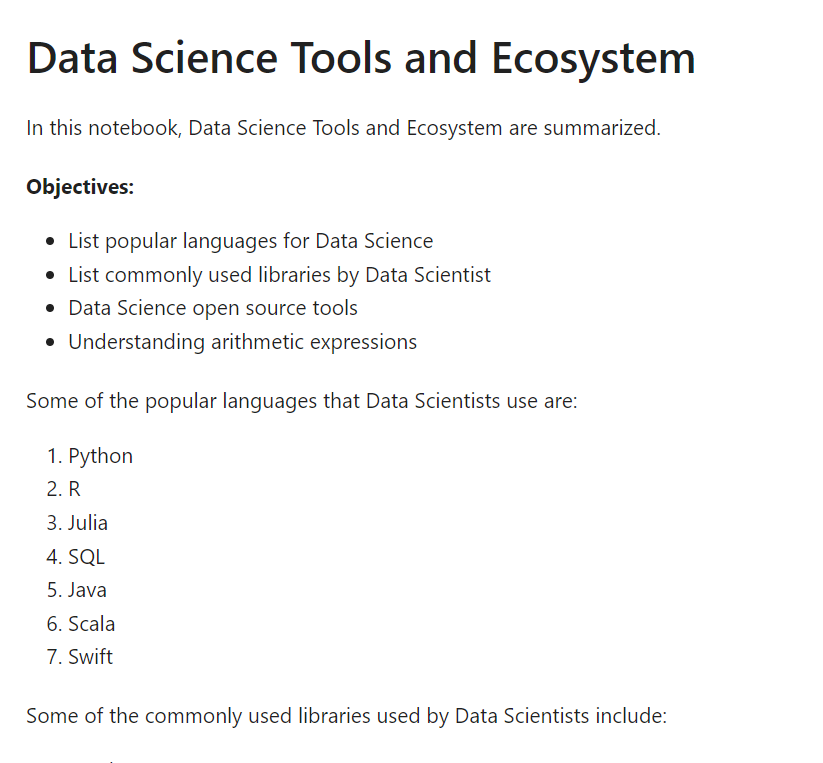 Data Science Tools and Ecosystem
In this notebook, Data Science Tools and Ecosystem are summarized.
Objectives:
• List popular languages for Data Science
• List commonly used libraries by Data Scientist
• Data Science open source tools
• Understanding arithmetic expressions
Some of the popular languages that Data Scientists use are:
1. Python
2. R
3. Julia
4. SQL
5. Java
6. Scala
7. Swift
Some of the commonly used libraries used by Data Scientists include: